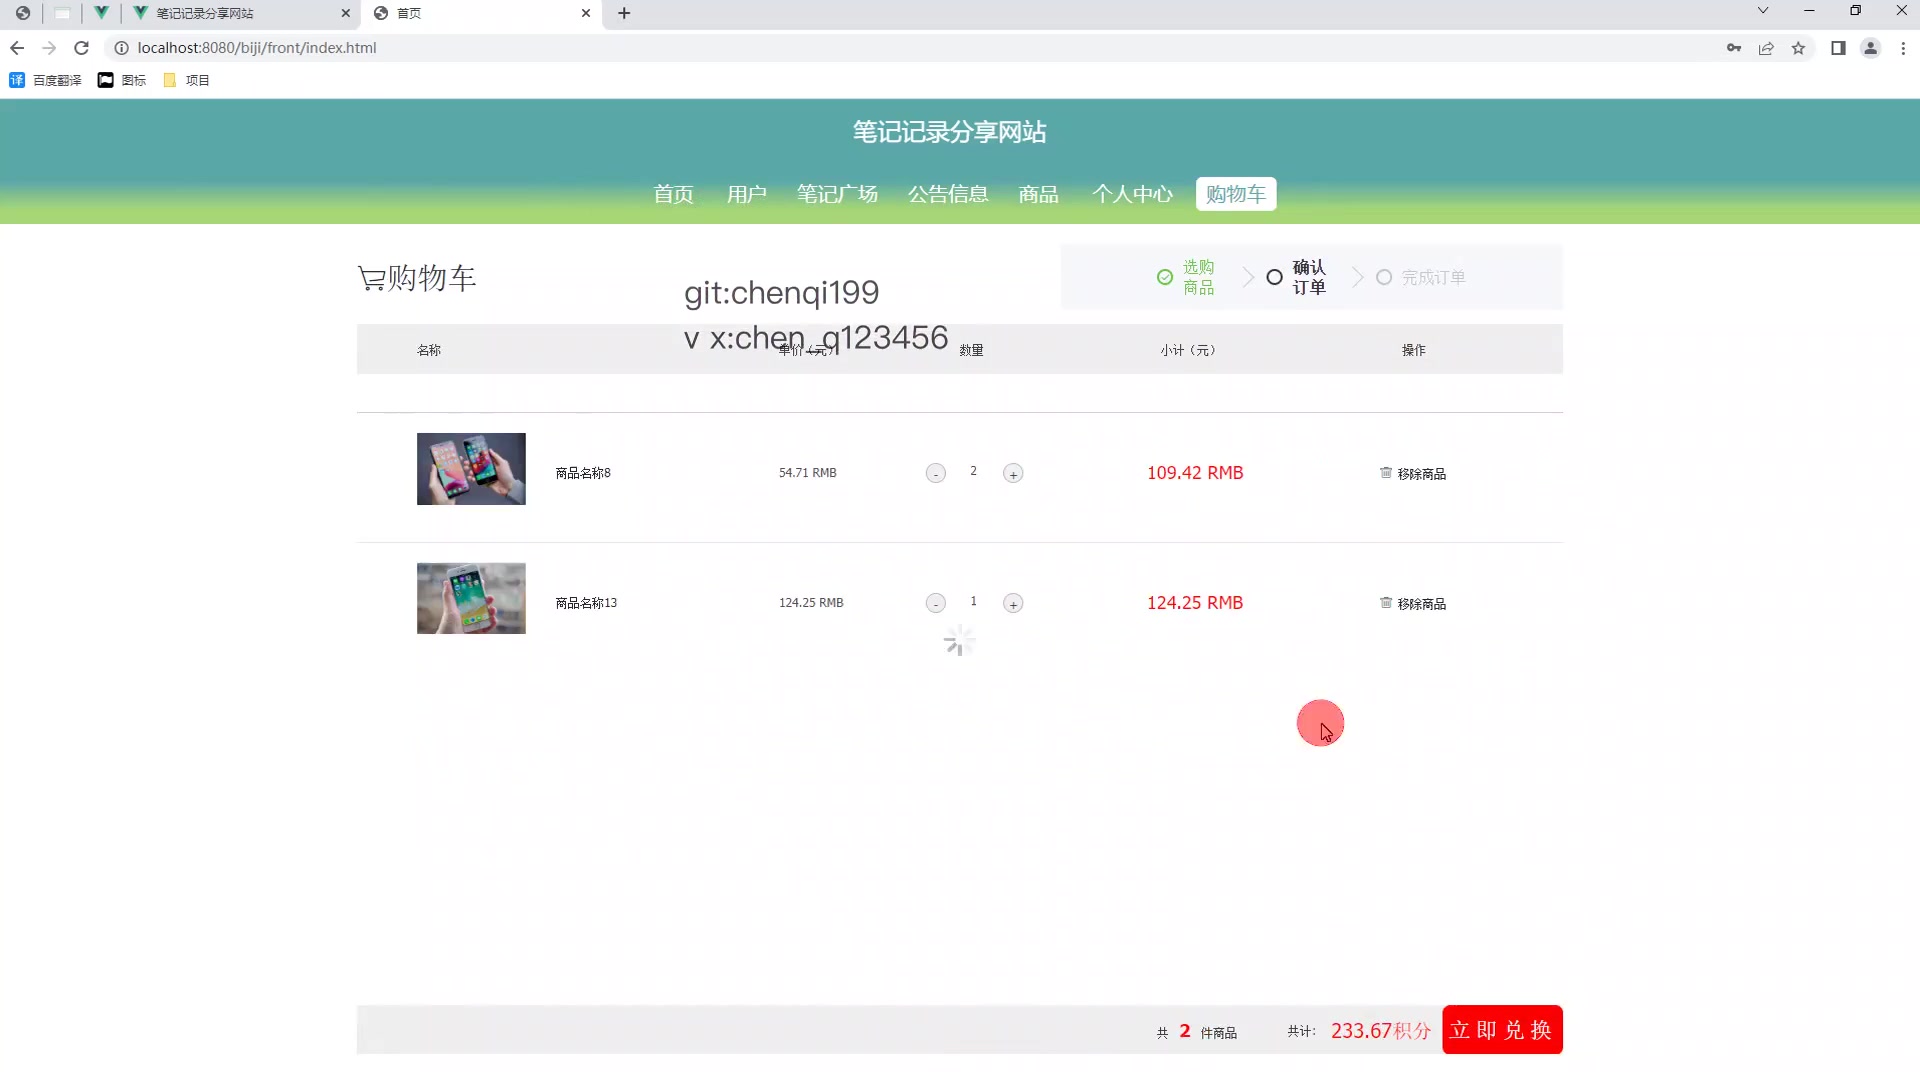 笔记记录分享网站
首页
localhost:8080/biji/front/index.html
百度翻译 图标 项目
笔记记录分享网站
首页 用户 笔记广场 公告信息 商品 个人中心 购物车
购物车
选购商品 确认订单 完成订单
git:chenqi199
v x:chen_q123456
名称 单价（元） 数量 小计（元） 操作
商品名称8 54.71 RMB - 2 + 109.42 RMB 移除商品
商品名称13 124.25 RMB - 1 + 124.25 RMB 移除商品
共 2 件商品 共计: 233.67积分 立即兑换